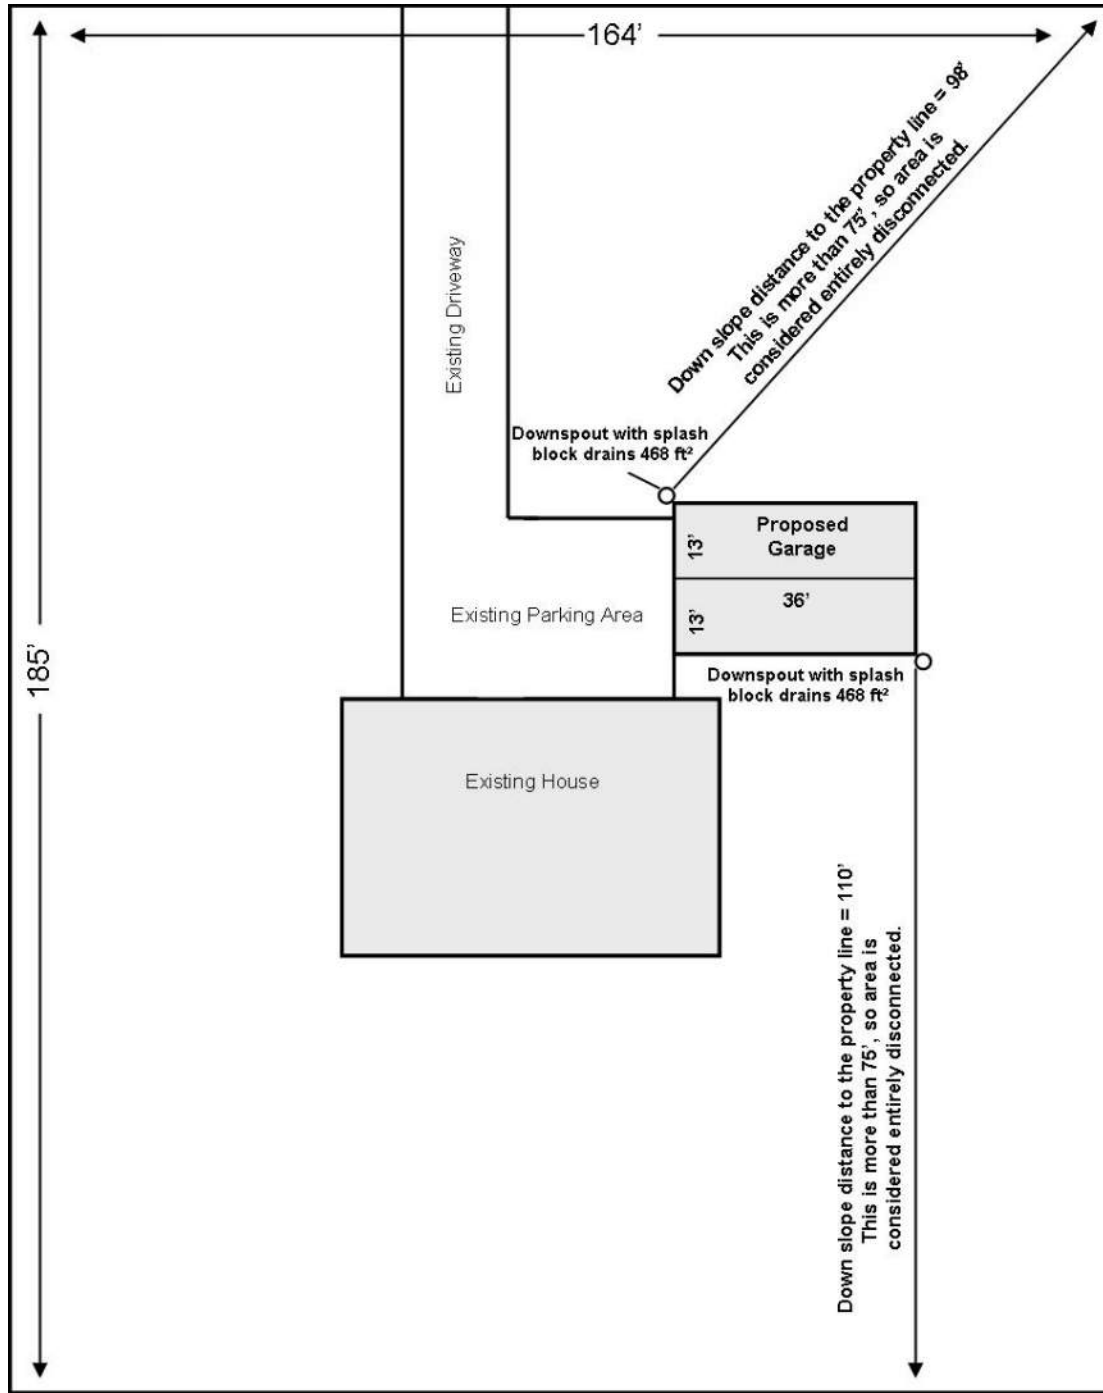 164’
Down slope distance to the property line = 98’
This is more than 75’, so area is
considered entirely disconnected.
Existing Driveway
Downspout with splash
block drains 468 ft²
Proposed
Garage
13’
36’
13’
Existing Parking Area
185’
Downspout with splash
block drains 468 ft²
Existing House
Down slope distance to the property line = 110’
This is more than 75’, so area is
considered entirely disconnected.